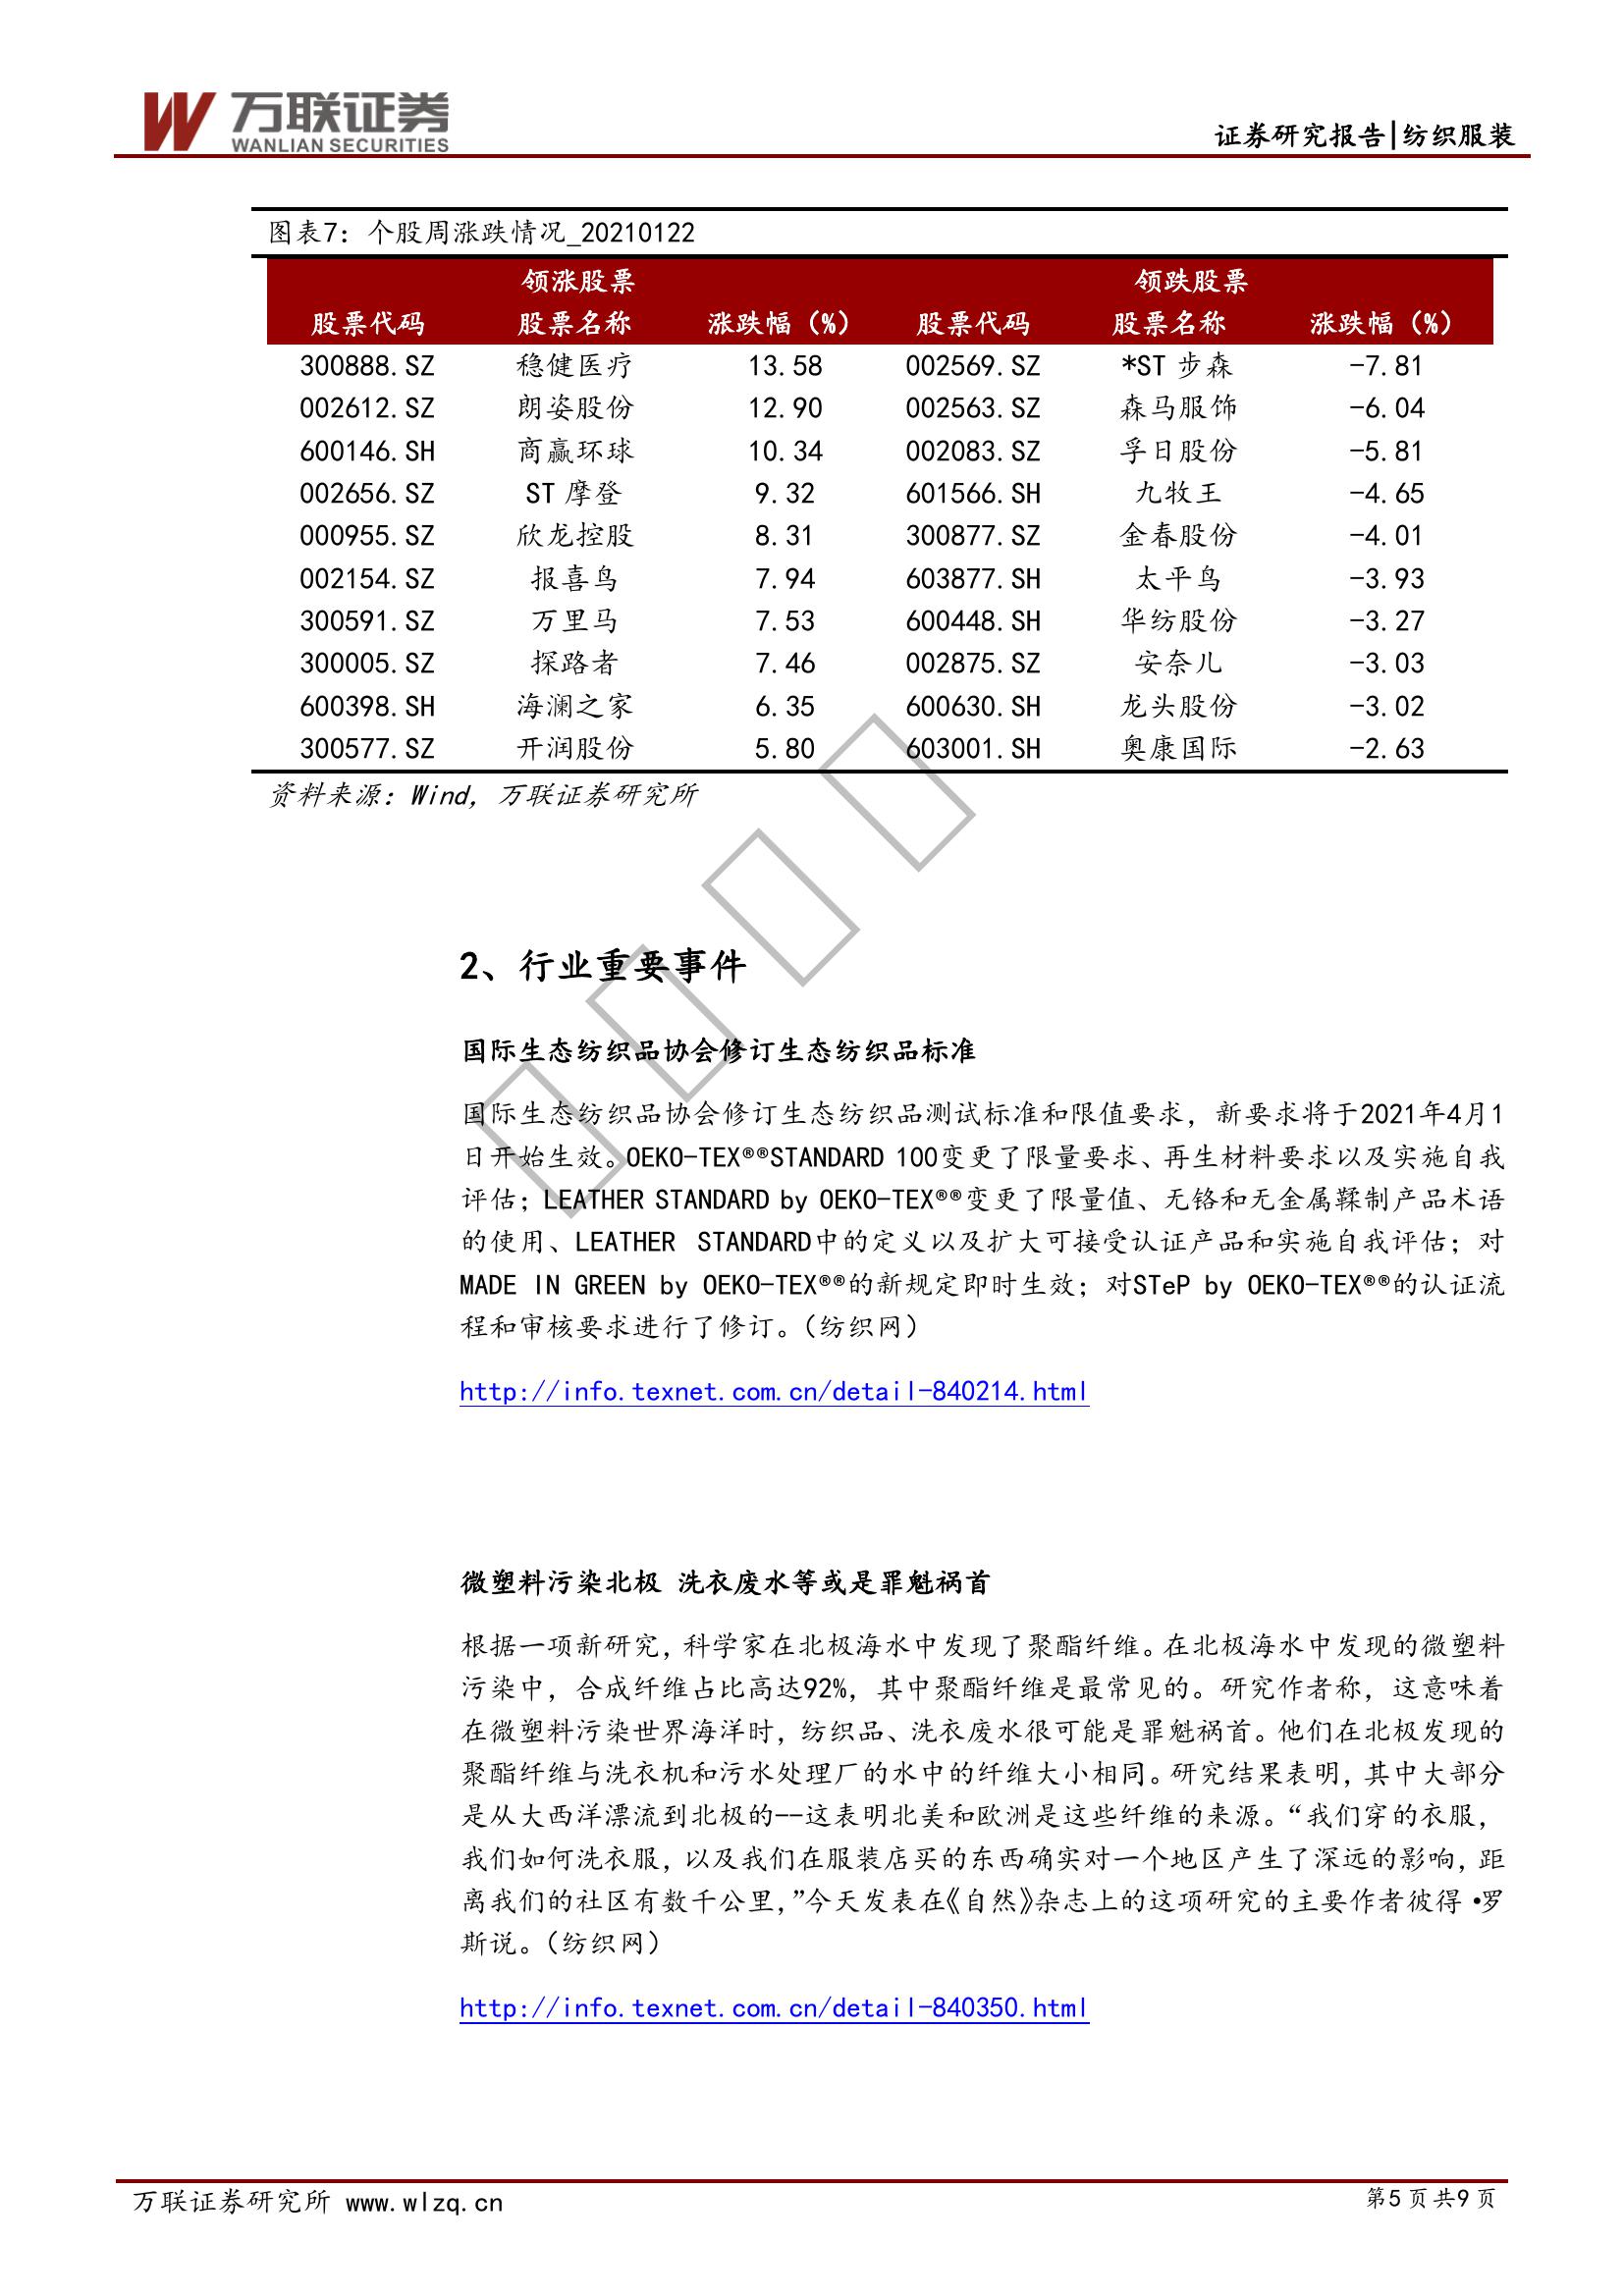 万联证券
WANLIAN SECURITIES
证券研究报告|纺织服装
图表7：个股周涨跌情况_20210122
领涨股票 领跌股票
股票代码 股票名称 涨跌幅（%） 股票代码 股票名称 涨跌幅（%）
300888.SZ 稳健医疗 13.58 002569.SZ *ST 步森 -7.81
002612.SZ 朗姿股份 12.90 002563.SZ 森马服饰 -6.04
600146.SH 商赢环球 10.34 002083.SZ 孚日股份 -5.81
002656.SZ ST 摩登 9.32 601566.SH 九牧王 -4.65
000955.SZ 欣龙控股 8.31 300877.SZ 金春股份 -4.01
002154.SZ 报喜鸟 7.94 603877.SH 太平鸟 -3.93
300591.SZ 万里马 7.53 600448.SH 华纺股份 -3.27
300005.SZ 探路者 7.46 002875.SZ 安奈儿 -3.03
600398.SH 海澜之家 6.35 600630.SH 龙头股份 -3.02
300577.SZ 开润股份 5.80 603001.SH 奥康国际 -2.63
资料来源：Wind，万联证券研究所
2、行业重要事件
国际生态纺织品协会修订生态纺织品标准
国际生态纺织品协会修订生态纺织品测试标准和限值要求，新要求将于2021年4月1
日开始生效。OEKO-TEX®®STANDARD 100变更了限量要求、再生材料要求以及实施自我
评估；LEATHER STANDARD by OEKO-TEX®®变更了限量值、无铬和无金属鞣制产品术语
的使用、LEATHER STANDARD中的定义以及扩大可接受认证产品和实施自我评估；对
MADE IN GREEN by OEKO-TEX®®的新规定即时生效；对STeP by OEKO-TEX®®的认证流
程和审核要求进行了修订。（纺织网）
http://info.texnet.com.cn/detail-840214.html
微塑料污染北极 洗衣废水等或是罪魁祸首
根据一项新研究，科学家在北极海水中发现了聚酯纤维。在北极海水中发现的微塑料
污染中，合成纤维占比高达92%，其中聚酯纤维是最常见的。研究作者称，这意味着
在微塑料污染世界海洋时，纺织品、洗衣废水很可能是罪魁祸首。他们在北极发现的
聚酯纤维与洗衣机和污水处理厂的水中的纤维大小相同。研究结果表明，其中大部分
是从大西洋漂流到北极的--这表明北美和欧洲是这些纤维的来源。“我们穿的衣服，
我们如何洗衣服，以及我们在服装店买的东西确实对一个地区产生了深远的影响，距
离我们的社区有数千公里，”今天发表在《自然》杂志上的这项研究的主要作者彼得·罗
斯说。（纺织网）
http://info.texnet.com.cn/detail-840350.html
万联证券研究所 www.wlzq.cn
第5页共9页